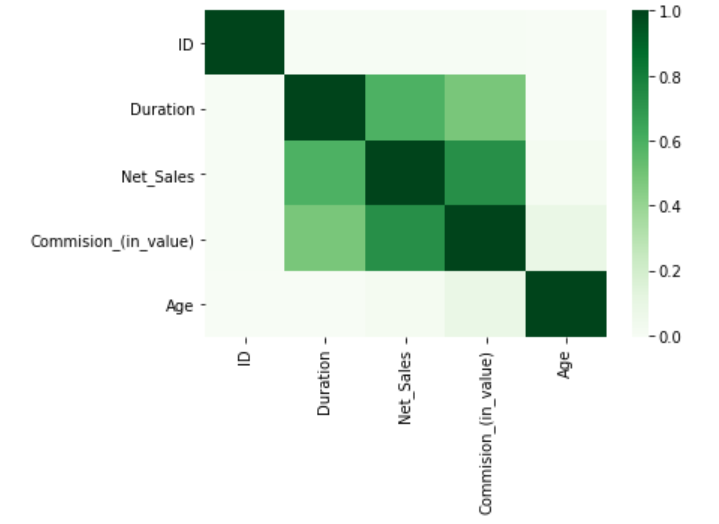 ID
Duration
Net_Sales
Commision_(in_value)
Age
ID
Duration
Net_Sales
Commision_(in_value)
Age
1.0
0.8
0.6
0.4
0.2
0.0